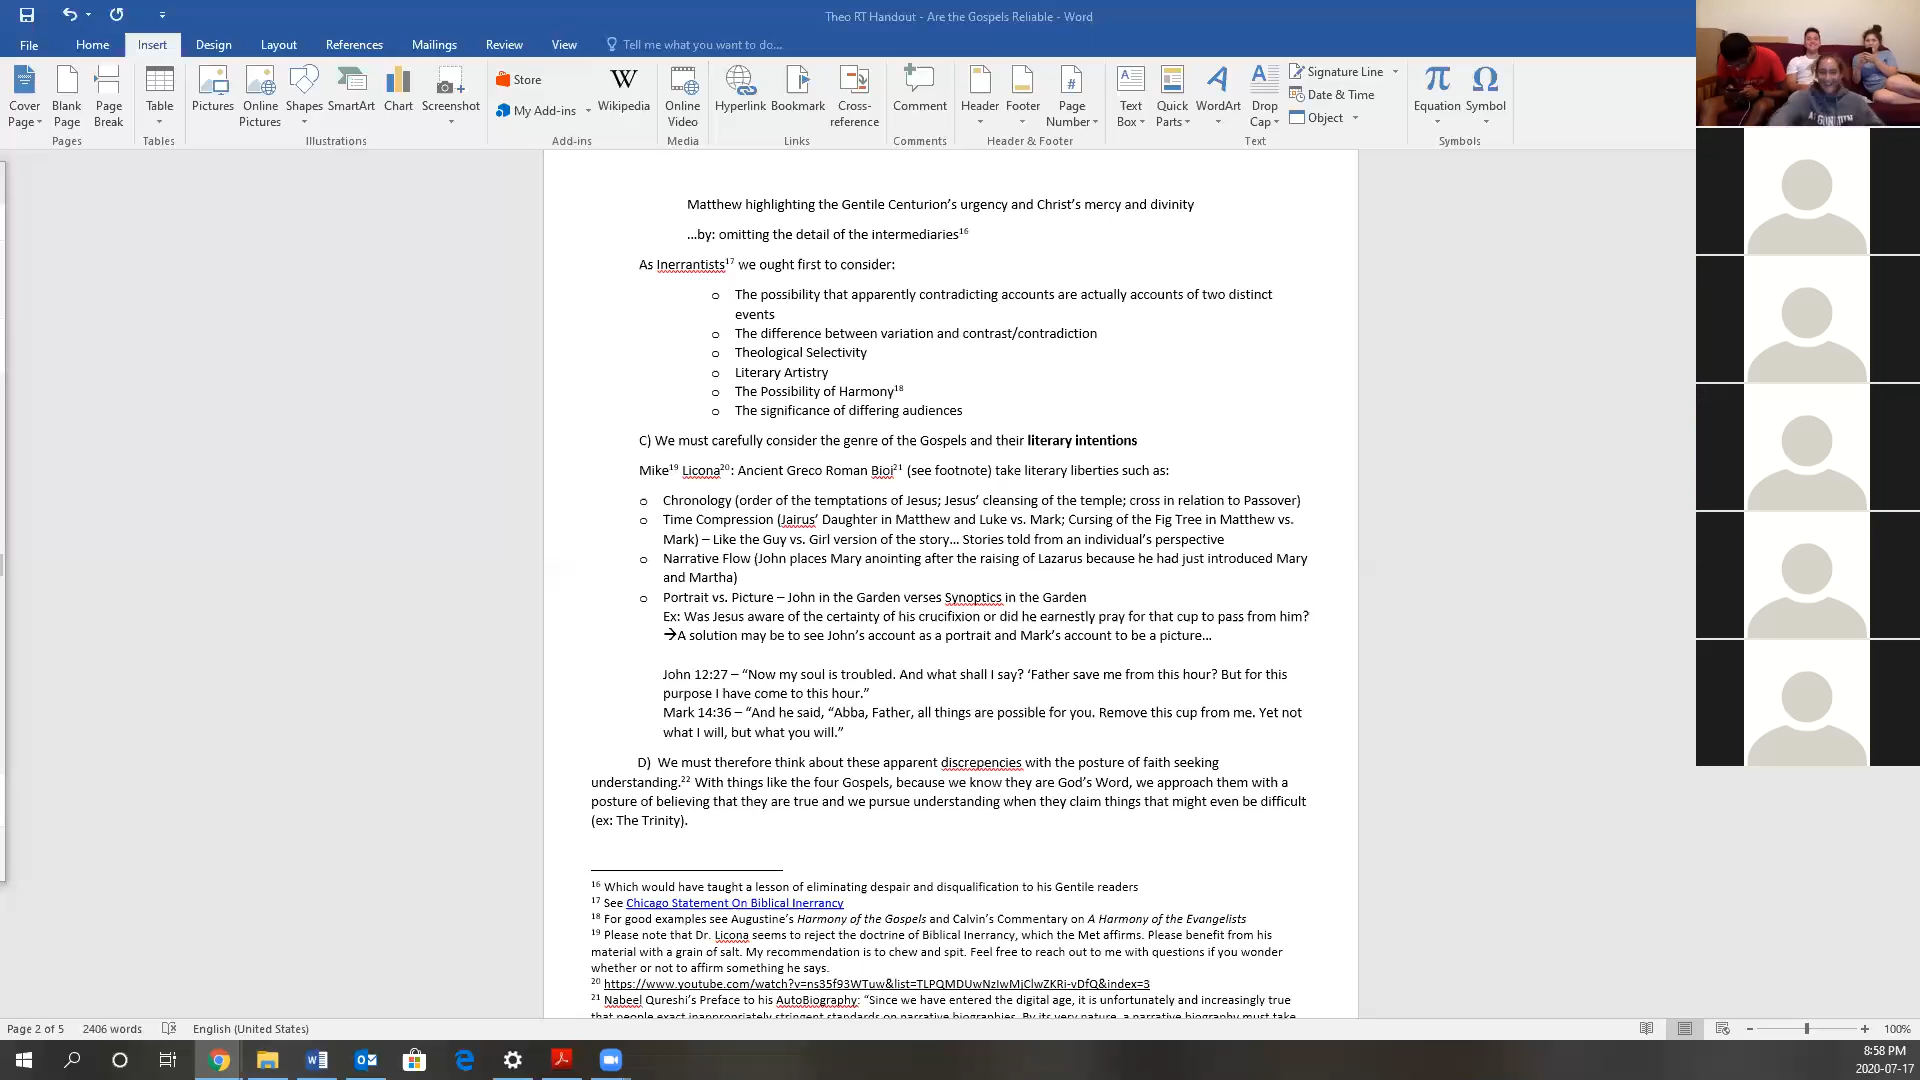 Theo RT Handout - Are the Gospels Reliable - Word
File Home Insert Design Layout References Mailings Review View Tell me what you want to do...
Cover Page Blank Page Page Break Table Pictures Online Pictures Shapes SmartArt Chart Screenshot Store My Add-ins Wikipedia Online Video Hyperlink Bookmark Cross-reference Comment Header Footer Page Number Text Box Quick Parts WordArt Drop Cap Signature Line Date & Time Object Equation Symbol
Pages Tables Illustrations Add-ins Media Links Comments Header & Footer Text Symbols
Matthew highlighting the Gentile Centurion’s urgency and Christ’s mercy and divinity
...by: omitting the detail of the intermediaries16
As Inerrantists17 we ought first to consider:
o The possibility that apparently contradicting accounts are actually accounts of two distinct
events
o The difference between variation and contrast/contradiction
o Theological Selectivity
o Literary Artistry
o The Possibility of Harmony18
o The significance of differing audiences
C) We must carefully consider the genre of the Gospels and their literary intentions
Mike19 Licona20: Ancient Greco Roman Bioi21 (see footnote) take literary liberties such as:
o Chronology (order of the temptations of Jesus; Jesus’ cleansing of the temple; cross in relation to Passover)
o Time Compression (Jairus’ Daughter in Matthew and Luke vs. Mark; Cursing of the Fig Tree in Matthew vs.
Mark) – Like the Guy vs. Girl version of the story... Stories told from an individual’s perspective
o Narrative Flow (John places Mary anointing after the raising of Lazarus because he had just introduced Mary
and Martha)
o Portrait vs. Picture – John in the Garden verses Synoptics in the Garden
Ex: Was Jesus aware of the certainty of his crucifixion or did he earnestly pray for that cup to pass from him?
→A solution may be to see John’s account as a portrait and Mark’s account to be a picture...
John 12:27 – “Now my soul is troubled. And what shall I say? ‘Father save me from this hour? But for this
purpose I have come to this hour.”
Mark 14:36 – “And he said, “Abba, Father, all things are possible for you. Remove this cup from me. Yet not
what I will, but what you will.”
D) We must therefore think about these apparent discrepencies with the posture of faith seeking
understanding.22 With things like the four Gospels, because we know they are God’s Word, we approach them with a
posture of believing that they are true and we pursue understanding when they claim things that might even be difficult
(ex: The Trinity).
16 Which would have taught a lesson of eliminating despair and disqualification to his Gentile readers
17 See Chicago Statement On Biblical Inerrancy
18 For good examples see Augustine’s Harmony of the Gospels and Calvin’s Commentary on A Harmony of the Evangelists
19 Please note that Dr. Licona seems to reject the doctrine of Biblical Inerrancy, which the Met affirms. Please benefit from his
material with a grain of salt. My recommendation is to chew and spit. Feel free to reach out to me with questions if you wonder
whether or not to affirm something he says.
20 https://www.youtube.com/watch?v=ns35f93WTuw&list=TLPQMDUwNzIwMjClwZKRi-vDfQ&index=3
21 Nabeel Qureshi’s Preface to his AutoBiography: “Since we have entered the digital age, it is unfortunately and increasingly true
that people exact inappropriately stringent standards on narrative biographies. By its very nature, a narrative biography must take
Page 2 of 5 2406 words English (United States) 100%
8:58 PM
2020-07-17